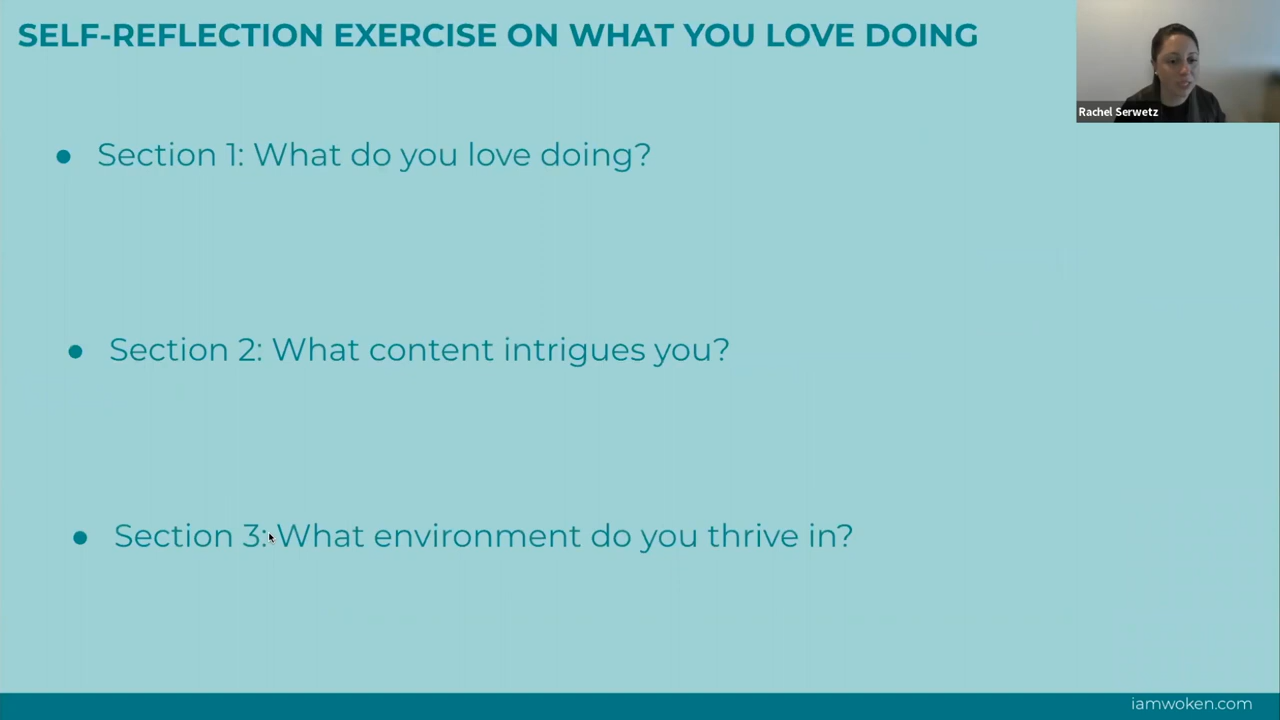 SELF-REFLECTION EXERCISE ON WHAT YOU LOVE DOING
Rachel Serwetz
● Section 1: What do you love doing?
● Section 2: What content intrigues you?
● Section 3: What environment do you thrive in?
iamwoken.com